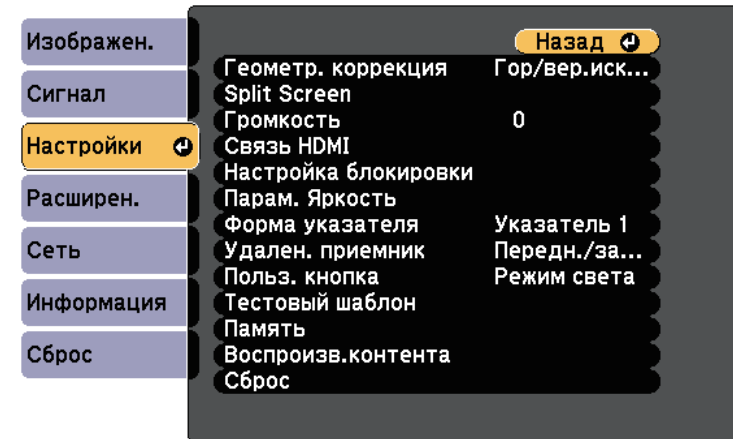 Изображен.
Сигнал
Настройки
Расширен.
Сеть
Информация
Сброс
Назад
Геометр. коррекция Гор/вер.иск...
Split Screen
Громкость 0
Связь HDMI
Настройка блокировки
Парам. Яркость
Форма указателя Указатель 1
Удален. приемник Передн./за...
Польз. кнопка Режим света
Тестовый шаблон
Память
Воспроизв.контента
Сброс